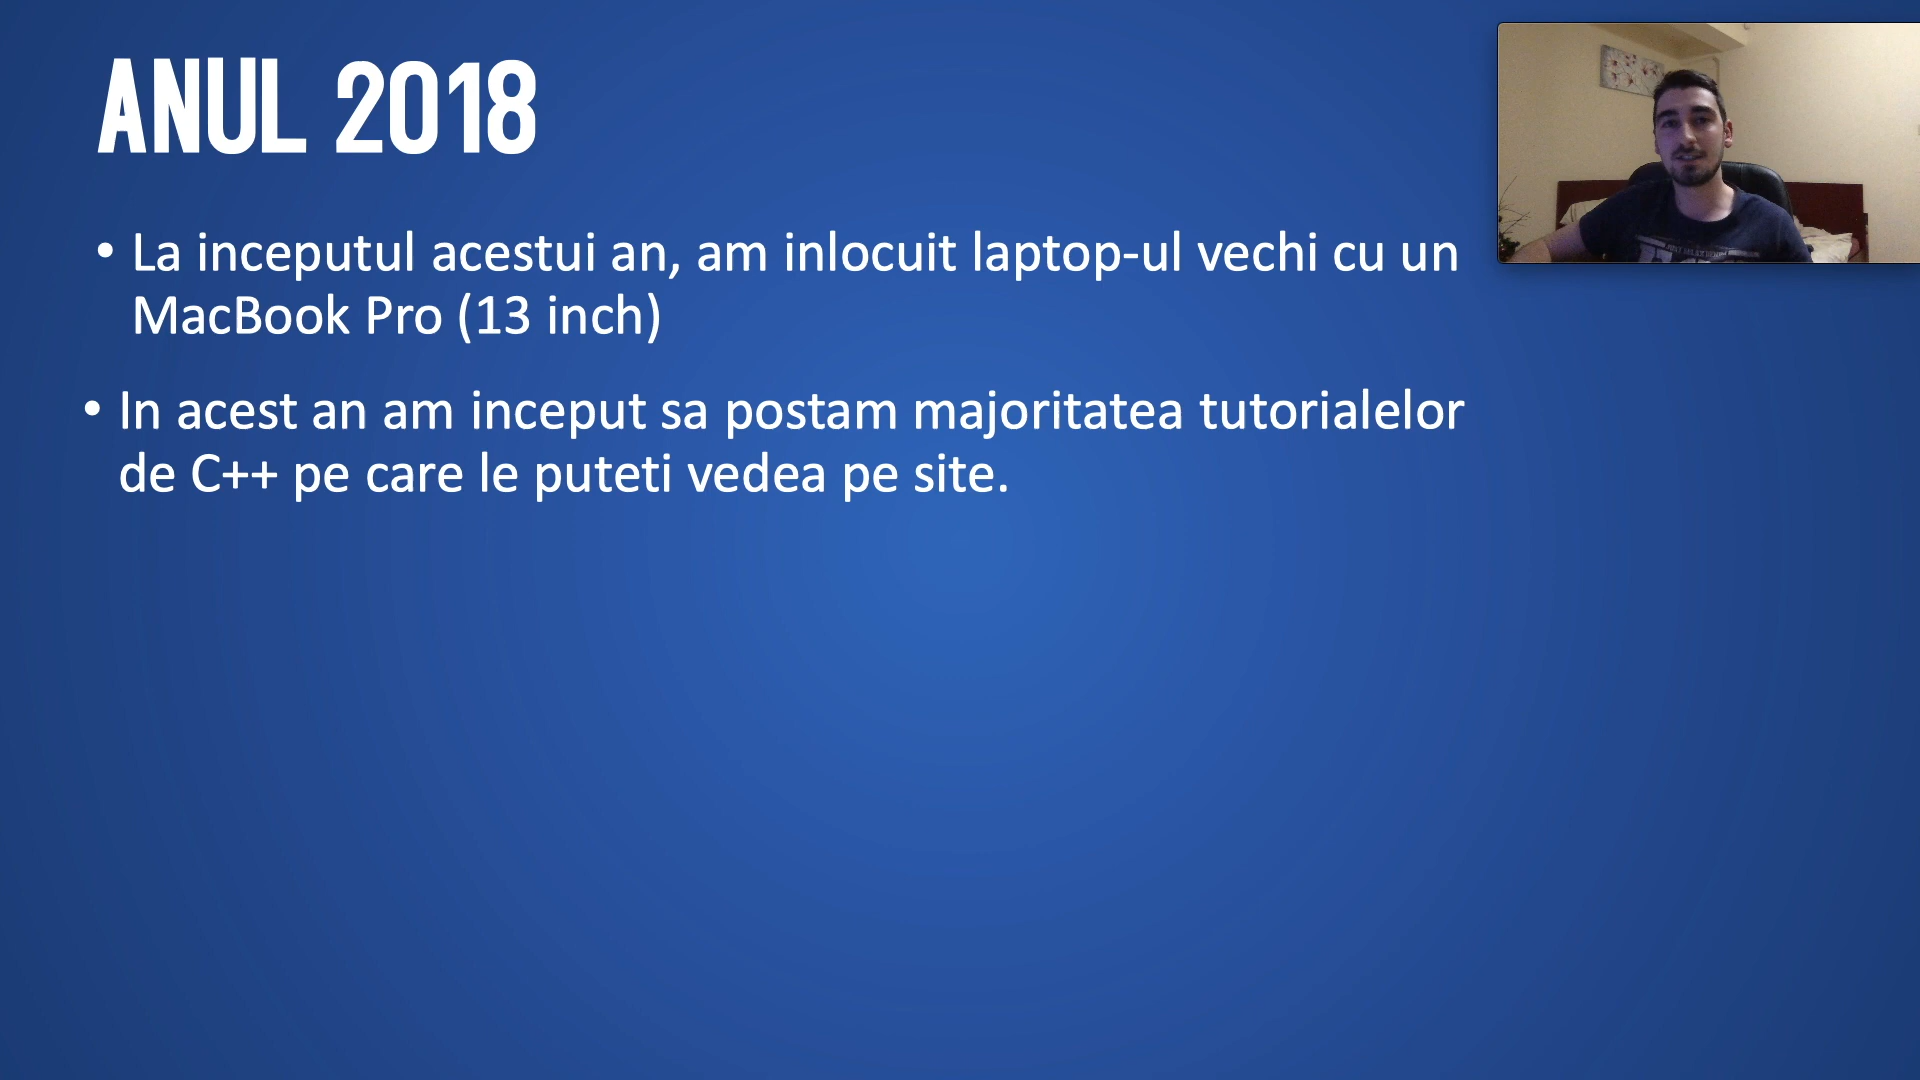 ANUL 2018
• La inceputul acestui an, am inlocuit laptop-ul vechi cu un
MacBook Pro (13 inch)
• In acest an am inceput sa postam majoritatea tutorialelor
de C++ pe care le puteti vedea pe site.